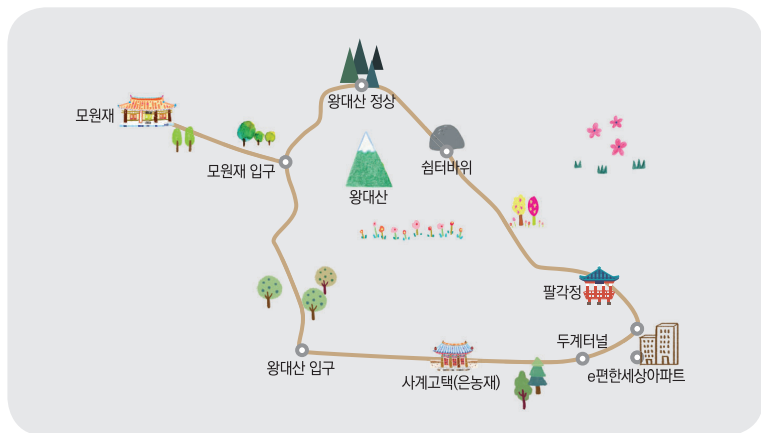 왕대산 정상
모원재
쉼터바위
모원재 입구
왕대산
팔각정
두계터널
왕대산 입구
사계고택(은농재)
e편한세상아파트